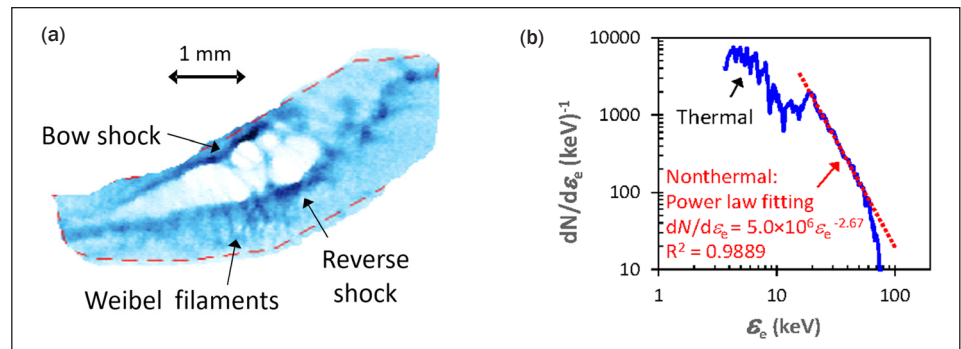 (a)
1 mm
Bow shock
Weibel filaments
Reverse
shock
(b)
10000
1000
100
10
dN/dεe (keV)-1
Thermal
Nonthermal:
Power law fitting
dN/dεe = 5.0×10⁶εe⁻²·⁶⁷
R² = 0.9889
1
10
100
εe (keV)